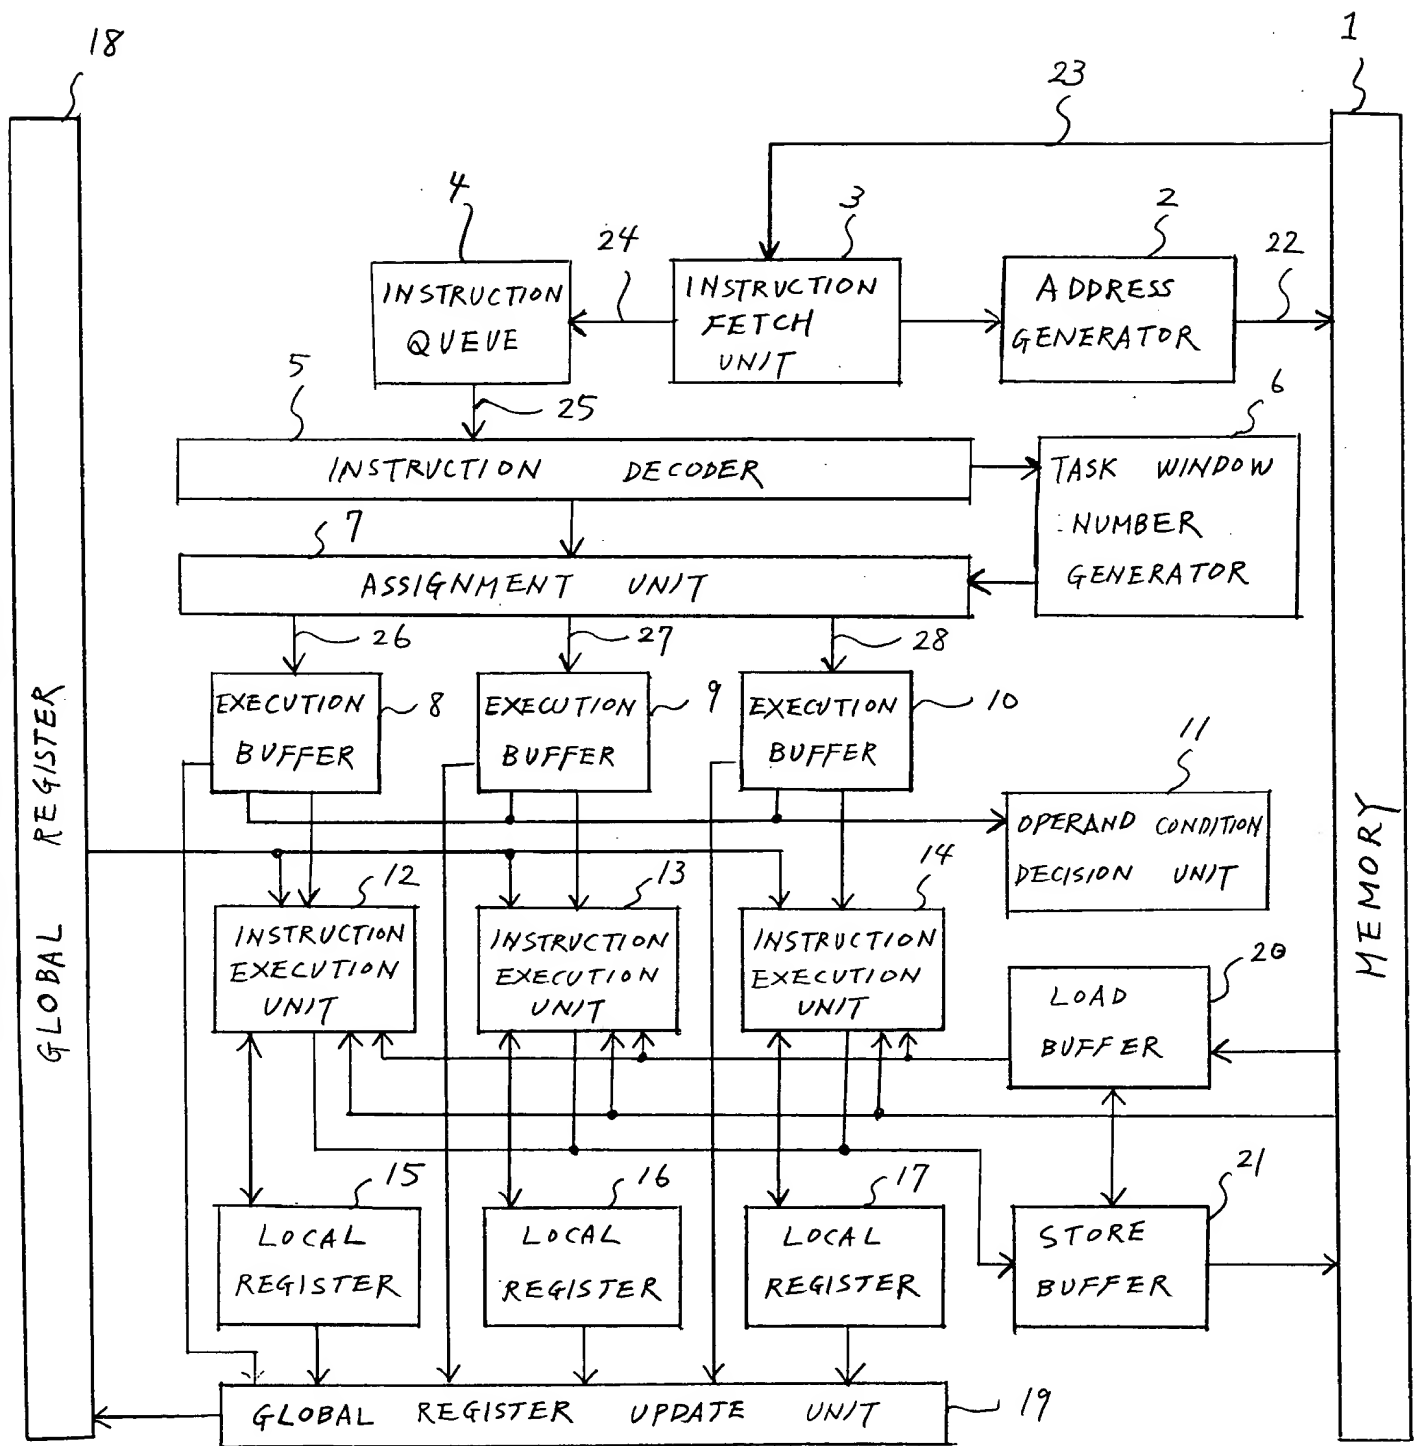 18
1
23
4
3
2
24
22
INSTRUCTION
QUEUE
INSTRUCTION
FETCH
UNIT
ADDRESS
GENERATOR
5
25
6
INSTRUCTION DECODER
TASK WINDOW
NUMBER
GENERATOR
7
ASSIGNMENT UNIT
26
27
28
EXECUTION
BUFFER
8
EXECUTION
BUFFER
9
EXECUTION
BUFFER
10
11
OPERAND CONDITION
DECISION UNIT
GLOBAL REGISTER
MEMORY
12
13
14
INSTRUCTION
EXECUTION
UNIT
INSTRUCTION
EXECUTION
UNIT
INSTRUCTION
EXECUTION
UNIT
20
LOAD
BUFFER
15
16
17
21
LOCAL
REGISTER
LOCAL
REGISTER
LOCAL
REGISTER
STORE
BUFFER
GLOBAL REGISTER UPDATE UNIT
19